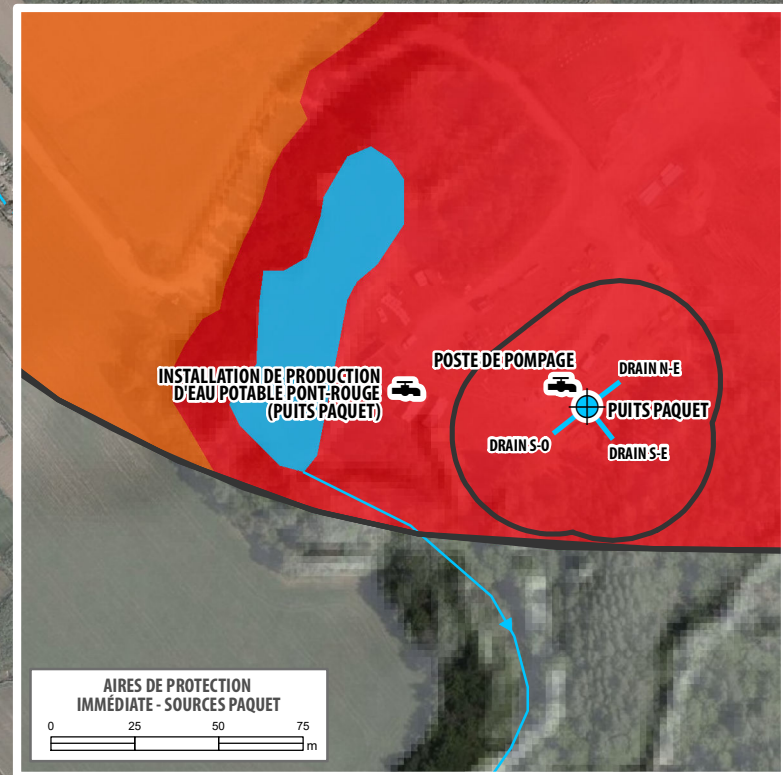 POSTE DE POMPAGE
DRAIN N-E
INSTALLATION DE PRODUCTION
D'EAU POTABLE PONT-ROUGE
(PUITS PAQUET)
PUITS PAQUET
DRAIN S-O
DRAIN S-E
AIRES DE PROTECTION
IMMÉDIATE - SOURCES PAQUET
0 25 50 75
m